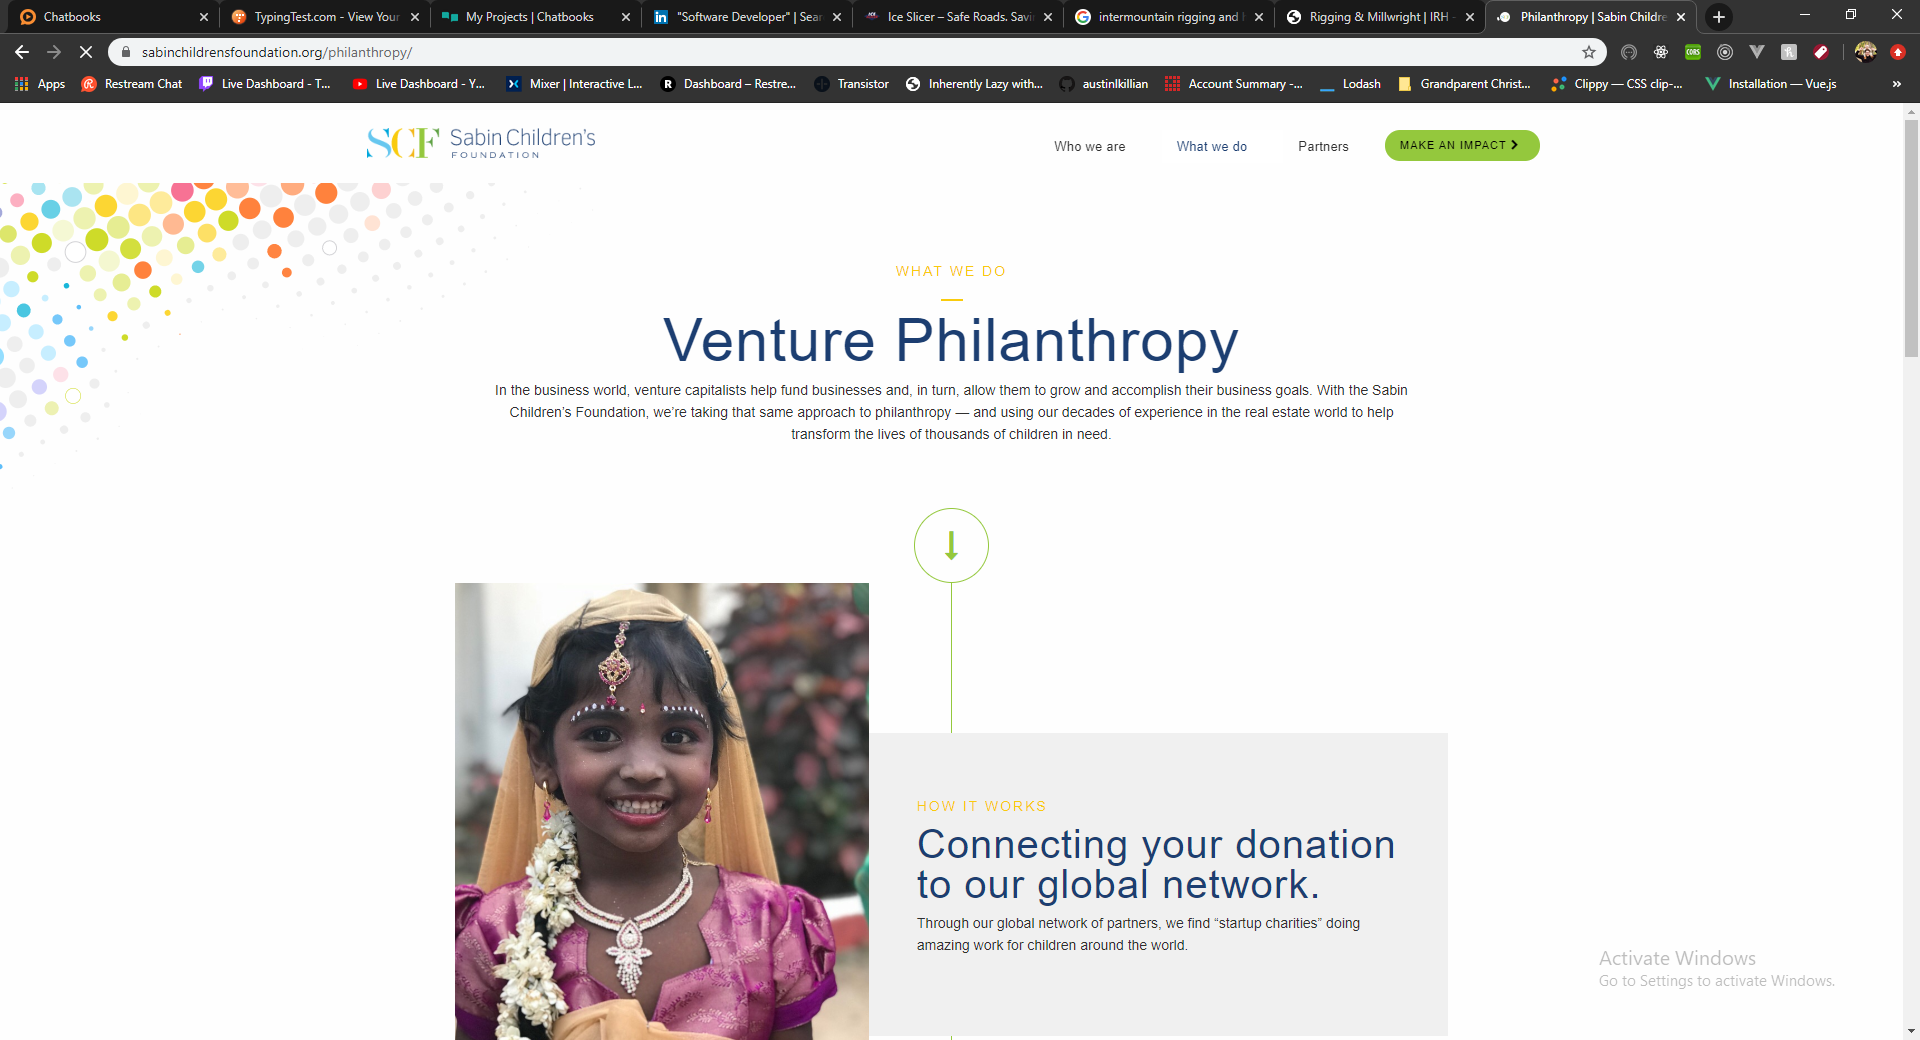 Chatbooks
TypingTest.com - View Your
My Projects | Chatbooks
"Software Developer" | Sear
Ice Slicer – Safe Roads. Savi
intermountain rigging and h
Rigging & Millwright | IRH -
Philanthropy | Sabin Childre
sabinchildrensfoundation.org/philanthropy/
Apps
Restream Chat
Live Dashboard - T...
Live Dashboard - Y...
Mixer | Interactive L...
Dashboard – Restre...
Transistor
Inherently Lazy with...
austinlkillian
Account Summary -...
Lodash
Grandparent Christ...
Clippy — CSS clip-...
Installation — Vue.js
»
SCF Sabin Children's
FOUNDATION
Who we are
What we do
Partners
MAKE AN IMPACT
WHAT WE DO
Venture Philanthropy
In the business world, venture capitalists help fund businesses and, in turn, allow them to grow and accomplish their business goals. With the Sabin
Children's Foundation, we're taking that same approach to philanthropy — and using our decades of experience in the real estate world to help
transform the lives of thousands of children in need.
HOW IT WORKS
Connecting your donation
to our global network.
Through our global network of partners, we find “startup charities” doing
amazing work for children around the world.
Activate Windows
Go to Settings to activate Windows.